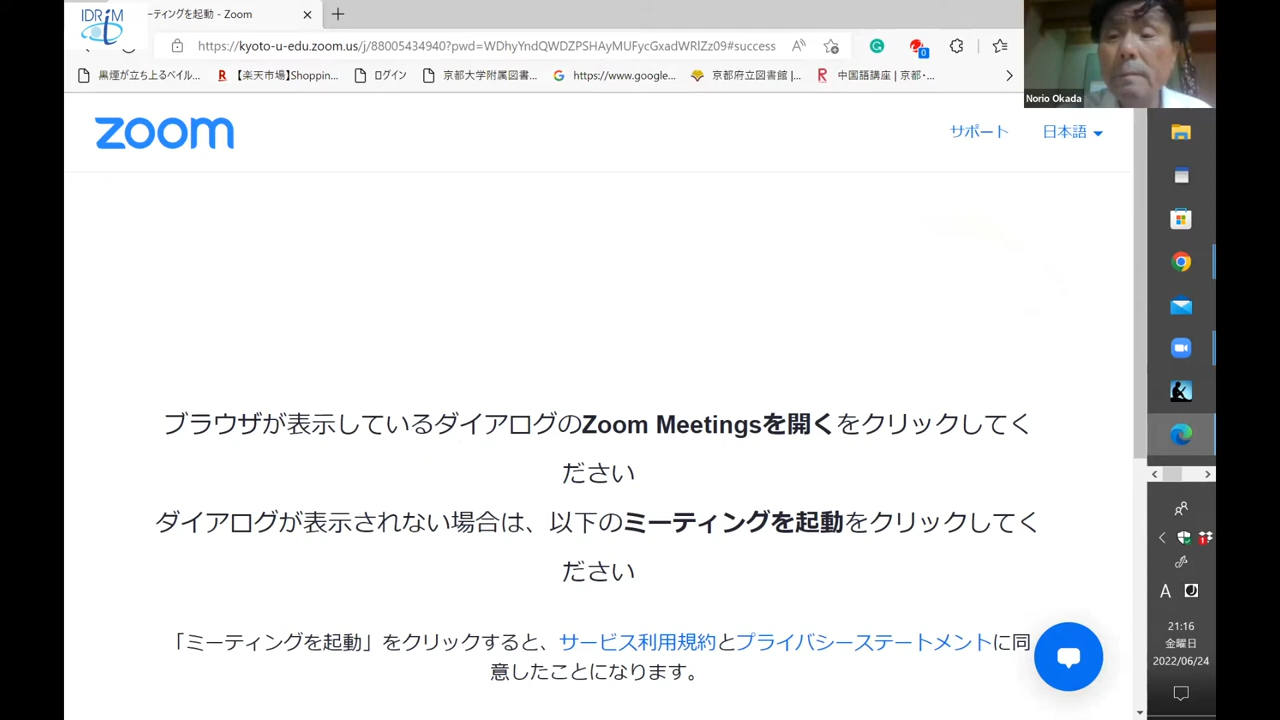 IDRiM
ーティングを起動 - Zoom
https://kyoto-u-edu.zoom.us/j/88005434940?pwd=WDhyYndQWDZPSHAyMUFycGxadWRlZz09#success
黒煙が立ち上るベイル... 【楽天市場】Shoppin... ログイン 京都大学附属図書... https://www.google... 京都府立図書館 |... 中国語講座 | 京都・...
Norio Okada
zoom
サポート 日本語
ブラウザが表示しているダイアログのZoom Meetingsを開くをクリックしてく
ださい
ダイアログが表示されない場合は、以下のミーティングを起動をクリックしてく
ださい
「ミーティングを起動」をクリックすると、サービス利用規約とプライバシーステートメントに同
意したことになります。
A
21:16
金曜日
2022/06/24